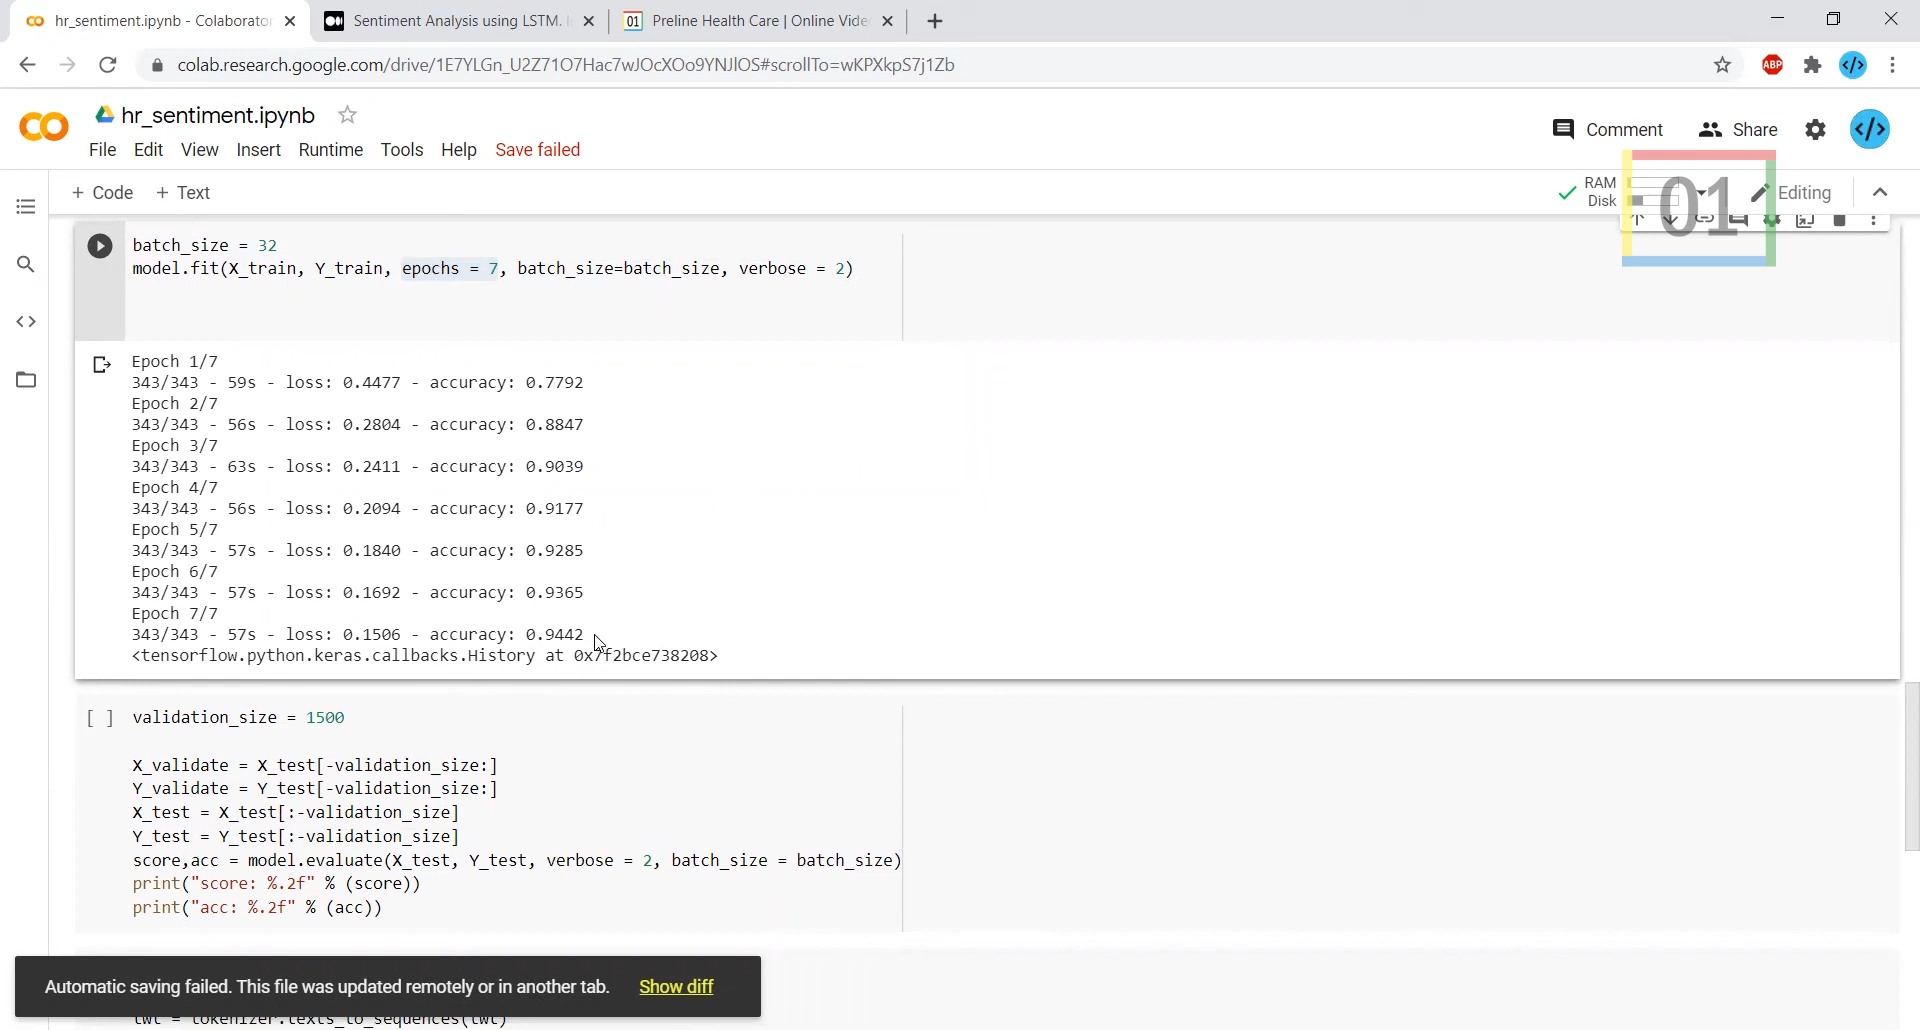 hr_sentiment.ipynb - Colaborator
Sentiment Analysis using LSTM.
01 Preline Health Care | Online Vide
colab.research.google.com/drive/1E7YLGn_U2Z71O7Hac7wJOcXOo9YNJlOS#scrollTo=wKPXkpS7j1Zb
ABP
</>
hr_sentiment.ipynb
Comment
Share
</>
File Edit View Insert Runtime Tools Help Save failed
+ Code + Text
RAM
Disk
Editing
01
batch_size = 32
model.fit(X_train, Y_train, epochs = 7, batch_size=batch_size, verbose = 2)
Epoch 1/7
343/343 - 59s - loss: 0.4477 - accuracy: 0.7792
Epoch 2/7
343/343 - 56s - loss: 0.2804 - accuracy: 0.8847
Epoch 3/7
343/343 - 63s - loss: 0.2411 - accuracy: 0.9039
Epoch 4/7
343/343 - 56s - loss: 0.2094 - accuracy: 0.9177
Epoch 5/7
343/343 - 57s - loss: 0.1840 - accuracy: 0.9285
Epoch 6/7
343/343 - 57s - loss: 0.1692 - accuracy: 0.9365
Epoch 7/7
343/343 - 57s - loss: 0.1506 - accuracy: 0.9442
<tensorflow.python.keras.callbacks.History at 0x7f2bce738208>
[ ] validation_size = 1500
X_validate = X_test[-validation_size:]
Y_validate = Y_test[-validation_size:]
X_test = X_test[:-validation_size]
Y_test = Y_test[:-validation_size]
score,acc = model.evaluate(X_test, Y_test, verbose = 2, batch_size = batch_size)
print("score: %.2f" % (score))
print("acc: %.2f" % (acc))
Automatic saving failed. This file was updated remotely or in another tab. Show diff
twt = tokenizer.texts_to_sequences(twt)